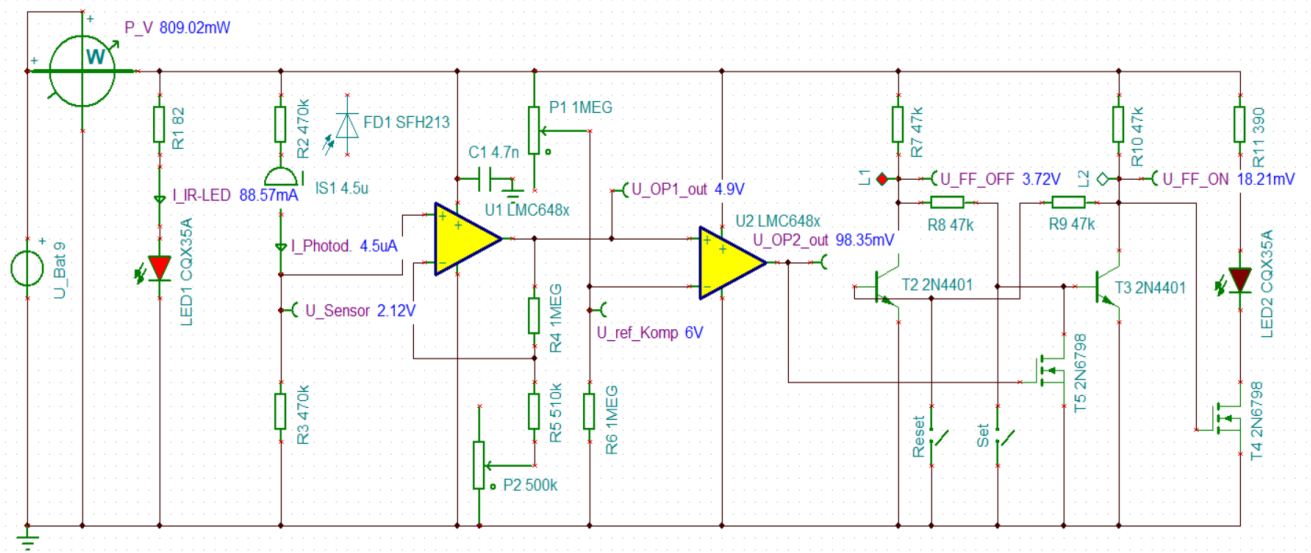 +
P_V 809.02mW
+
W
R1 82
R2 470k
FD1 SFH213
P1 1MEG
R7 47k
R10 47k
R11 390
C1 4.7n
I
IS1 4.5u
I_IR-LED 88.57mA
U_OP1_out 4.9V
L1
U_FF_OFF 3.72V
L2
U_FF_ON 18.21mV
U1 LMC648x
U2 LMC648x
R8 47k
R9 47k
+
U_Bat 9
LED1 CQX35A
I_Photod. 4.5uA
+
+
-
+
+
-
U_OP2_out 98.35mV
T2 2N4401
T3 2N4401
LED2 CQX35A
U_Sensor 2.12V
R4 1MEG
U_ref_Komp 6V
T5 2N6798
R3 470k
R5 510k
R6 1MEG
Reset
Set
T4 2N6798
P2 500k